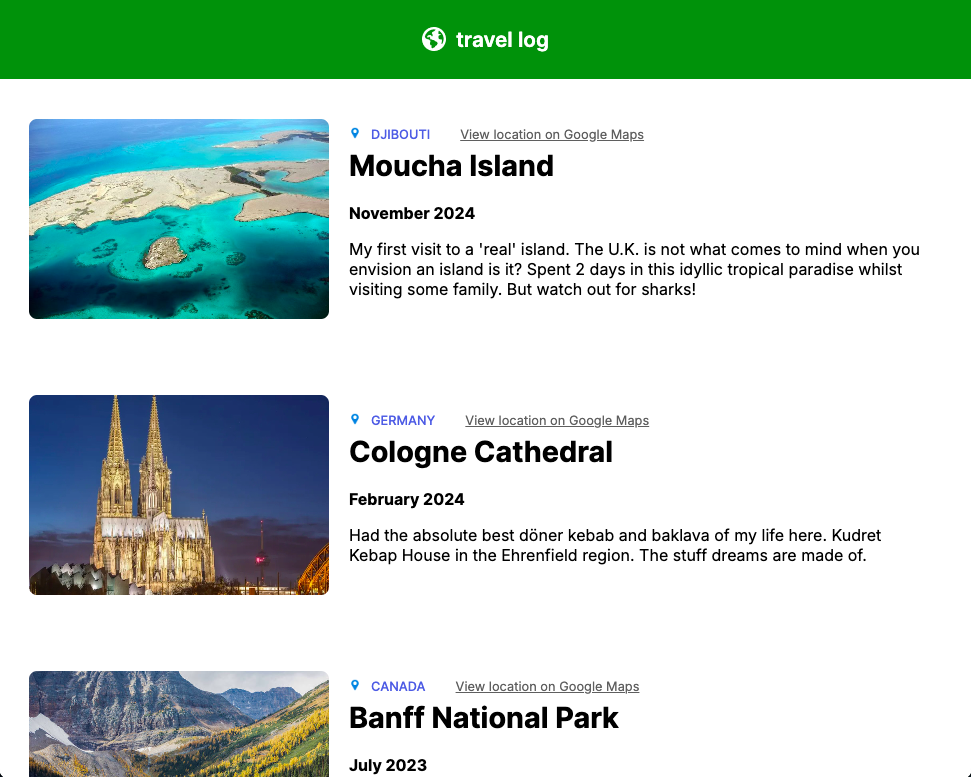 travel log
DJIBOUTI View location on Google Maps
Moucha Island
November 2024
My first visit to a 'real' island. The U.K. is not what comes to mind when you
envision an island is it? Spent 2 days in this idyllic tropical paradise whilst
visiting some family. But watch out for sharks!
GERMANY View location on Google Maps
Cologne Cathedral
February 2024
Had the absolute best döner kebab and baklava of my life here. Kudret
Kebap House in the Ehrenfield region. The stuff dreams are made of.
CANADA View location on Google Maps
Banff National Park
July 2023